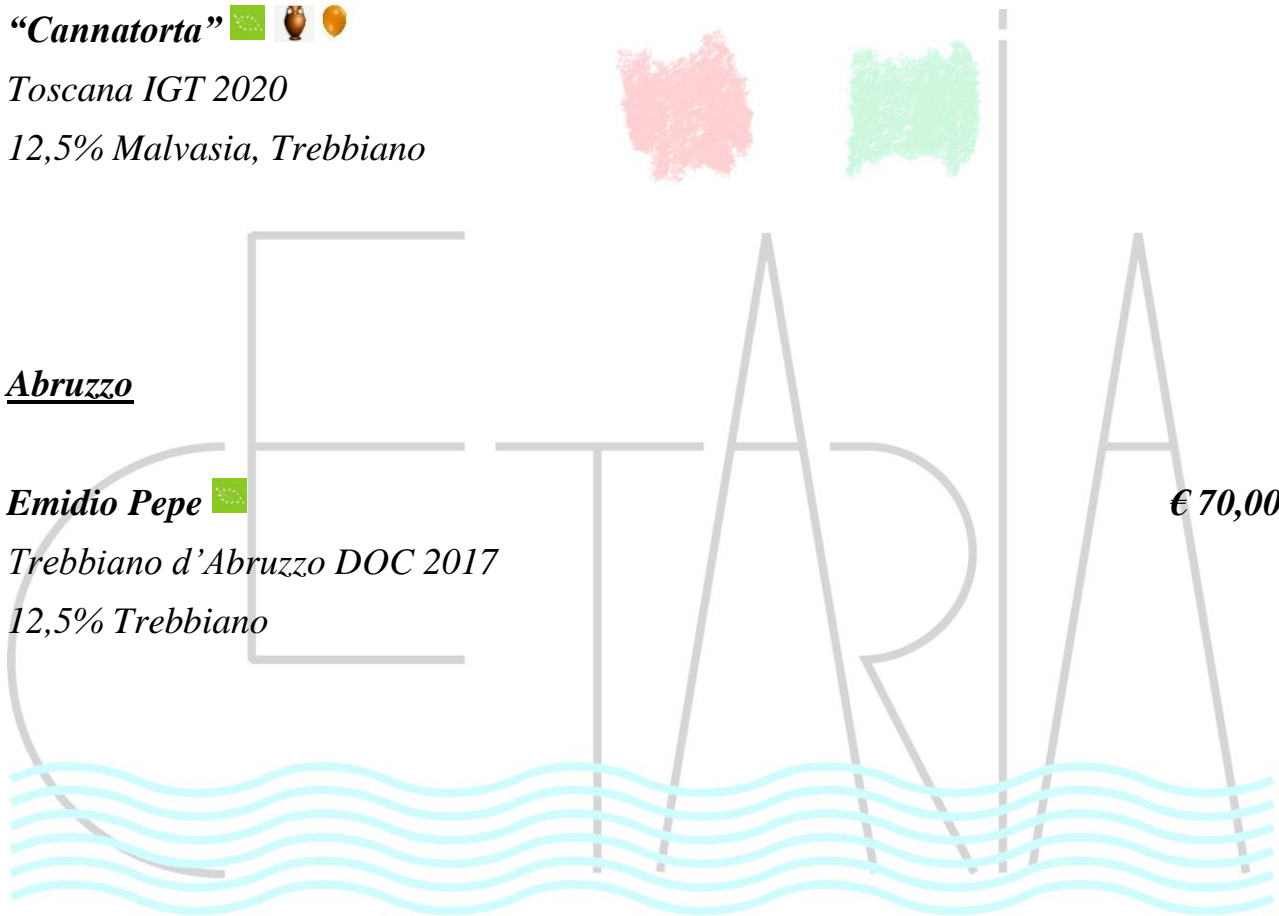 “Cannatorta”
Toscana IGT 2020
12,5% Malvasia, Trebbiano
Abruzzo
Emidio Pepe € 70,00
Trebbiano d’Abruzzo DOC 2017
12,5% Trebbiano
CETARIA